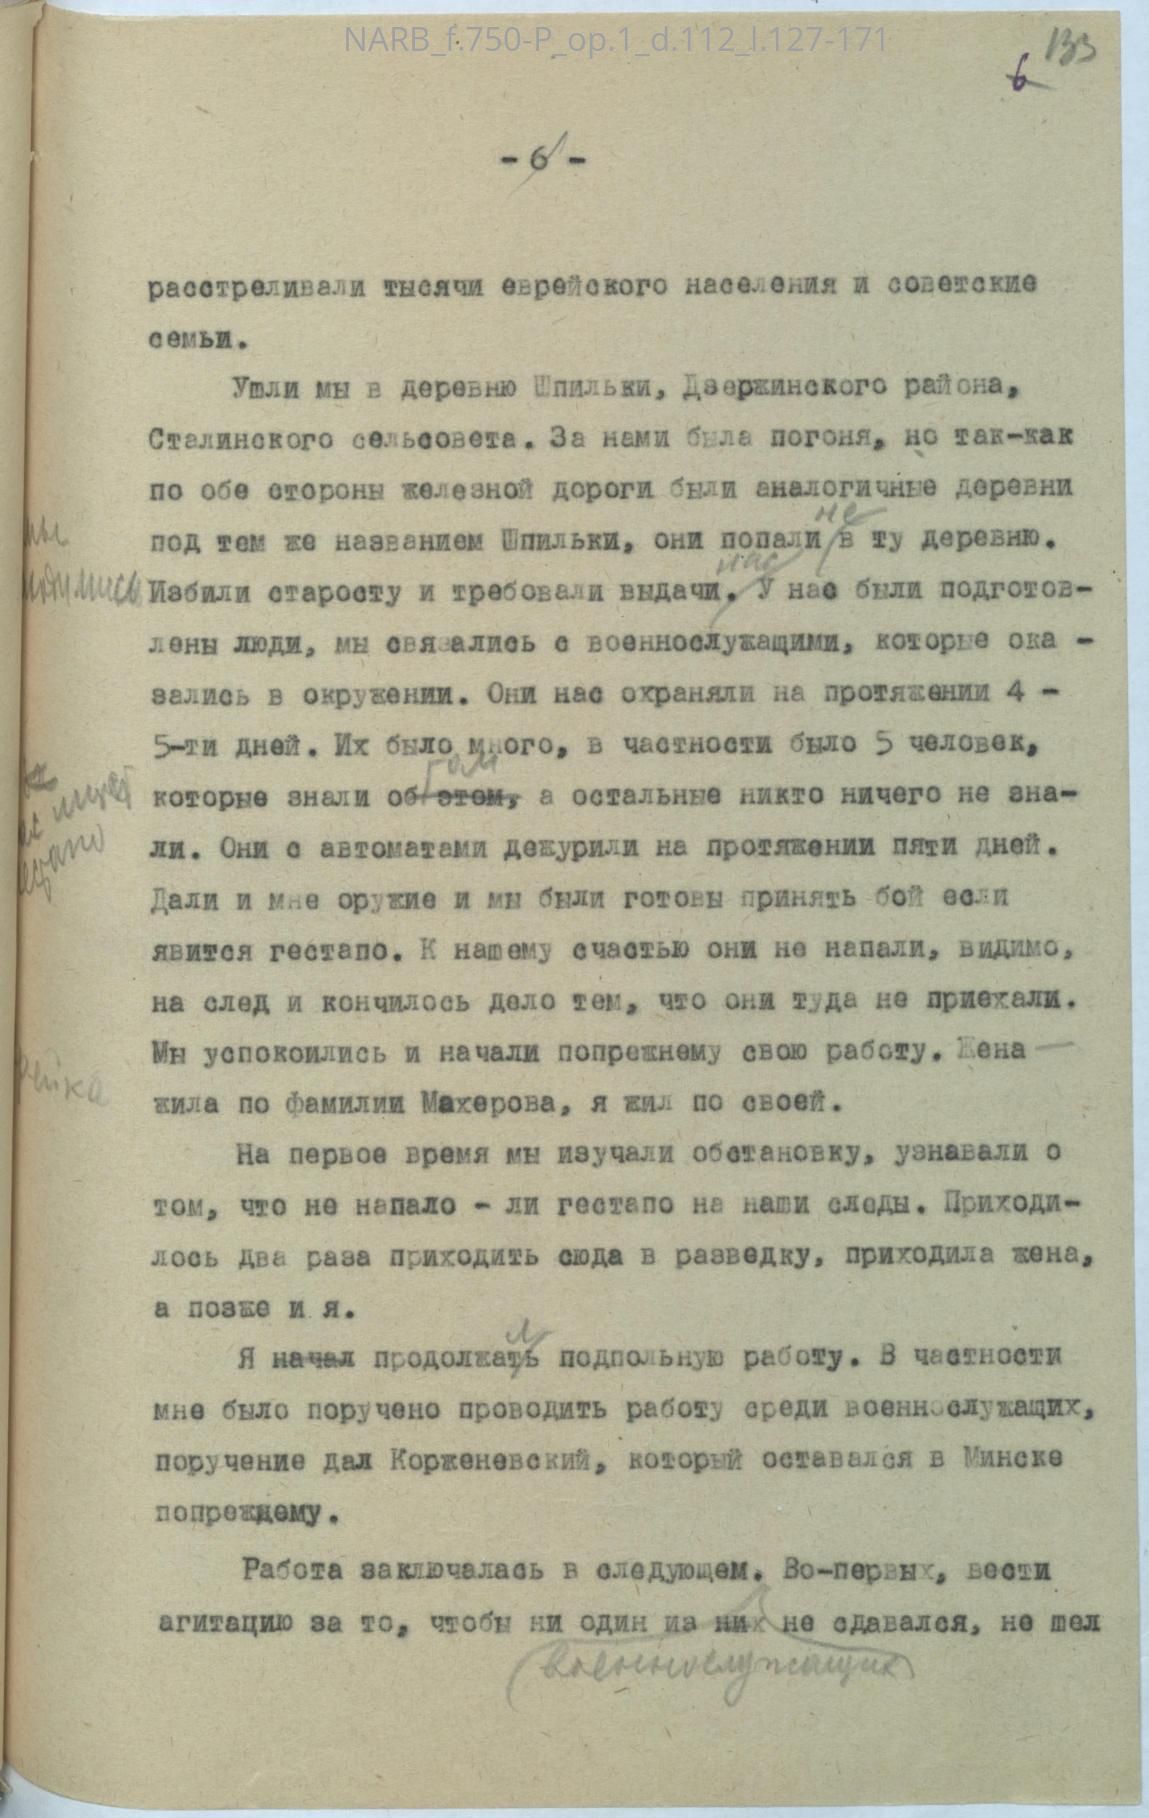 NARB_f.750-P_op.1_d.112_l.127-171
133
6
- 6 -
расстреливали тысячи еврейского населения и советские
семьи.
Ушли мы в деревню Шпильки, Дзержинского района,
Сталинского сельсовета. За нами была погоня, но так-как
по обе стороны железной дороги были аналогичные деревни
не
под тем же названием Шпильки, они попали в ту деревню.
нас
Избили старосту и требовали выдачи. У нас были подготов-
лены люди, мы связались с военнослужащими, которые ока -
зались в окружении. Они нас охраняли на протяжении 4 -
5-ти дней. Их было много, в частности было 5 человек,
которые знали об этом, а остальные никто ничего не зна-
ли. Они с автоматами дежурили на протяжении пяти дней.
Дали и мне оружие и мы были готовы принять бой если
явится гестапо. К нашему счастью они не напали, видимо,
на след и кончилось дело тем, что они туда не приехали.
Мы успокоились и начали попрежнему свою работу. Жена
жила по фамилии Махерова, я жил по своей.
На первое время мы изучали обстановку, узнавали о
том, что не напало - ли гестапо на наши следы. Приходи-
лось два раза приходить сюда в разведку, приходила жена,
а позже и я.
л
Я начал продолжать подпольную работу. В частности
мне было поручено проводить работу среди военнослужащих,
поручение дал Корженевский, который оставался в Минске
попрежнему.
Работа заключалась в следующем. Во-первых, вести
агитацию за то, чтобы ни один из них не сдавался, не шел
военнослужащих